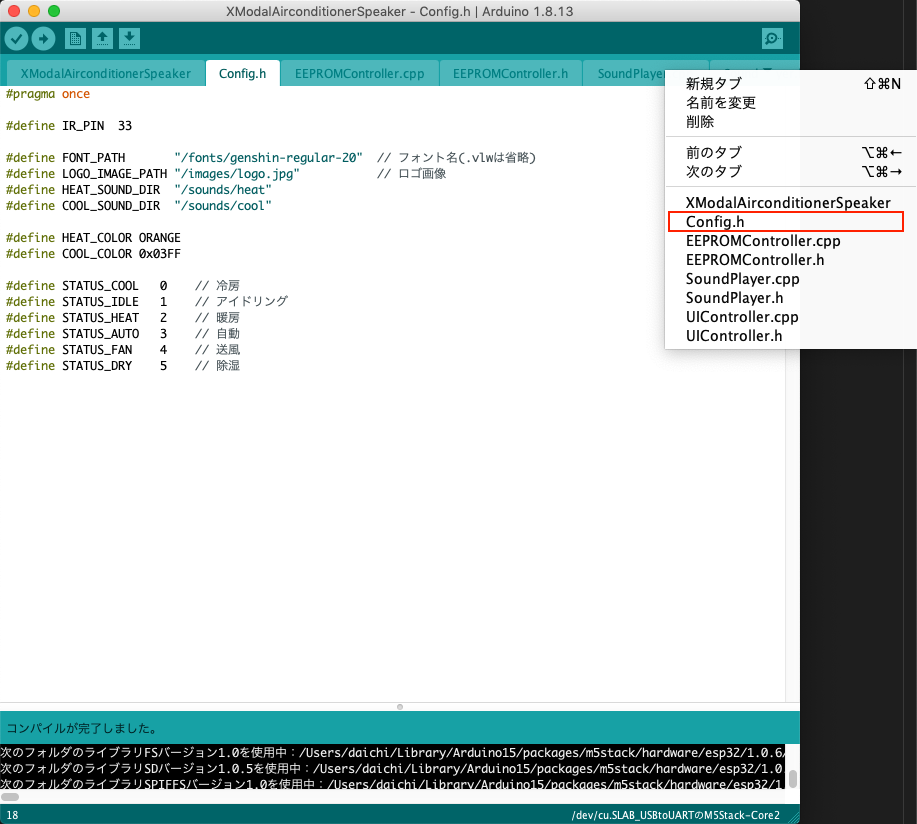 XModalAirconditionerSpeaker - Config.h | Arduino 1.8.13
XModalAirconditionerSpeaker
Config.h
EEPROMController.cpp
EEPROMController.h
SoundPlayer
#pragma once
#define IR_PIN 33
#define FONT_PATH "/fonts/genshin-regular-20" // フォント名(.vlwは省略)
#define LOGO_IMAGE_PATH "/images/logo.jpg" // ロゴ画像
#define HEAT_SOUND_DIR "/sounds/heat"
#define COOL_SOUND_DIR "/sounds/cool"
#define HEAT_COLOR ORANGE
#define COOL_COLOR 0x03FF
#define STATUS_COOL 0 // 冷房
#define STATUS_IDLE 1 // アイドリング
#define STATUS_HEAT 2 // 暖房
#define STATUS_AUTO 3 // 自動
#define STATUS_FAN 4 // 送風
#define STATUS_DRY 5 // 除湿
新規タブ ⇧⌘N
名前を変更
削除
前のタブ ⌥⌘←
次のタブ ⌥⌘→
XModalAirconditionerSpeaker
Config.h
EEPROMController.cpp
EEPROMController.h
SoundPlayer.cpp
SoundPlayer.h
UIController.cpp
UIController.h
コンパイルが完了しました。
次のフォルダのライブラリFSバージョン1.0を使用中：/Users/daichi/Library/Arduino15/packages/m5stack/hardware/esp32/1.0.6/
次のフォルダのライブラリSDバージョン1.0.5を使用中：/Users/daichi/Library/Arduino15/packages/m5stack/hardware/esp32/1.0
次のフォルダのライブラリSPIFFSバージョン1.0を使用中：/Users/daichi/Library/Arduino15/packages/m5stack/hardware/esp32/1
18
/dev/cu.SLAB_USBtoUARTのM5Stack-Core2